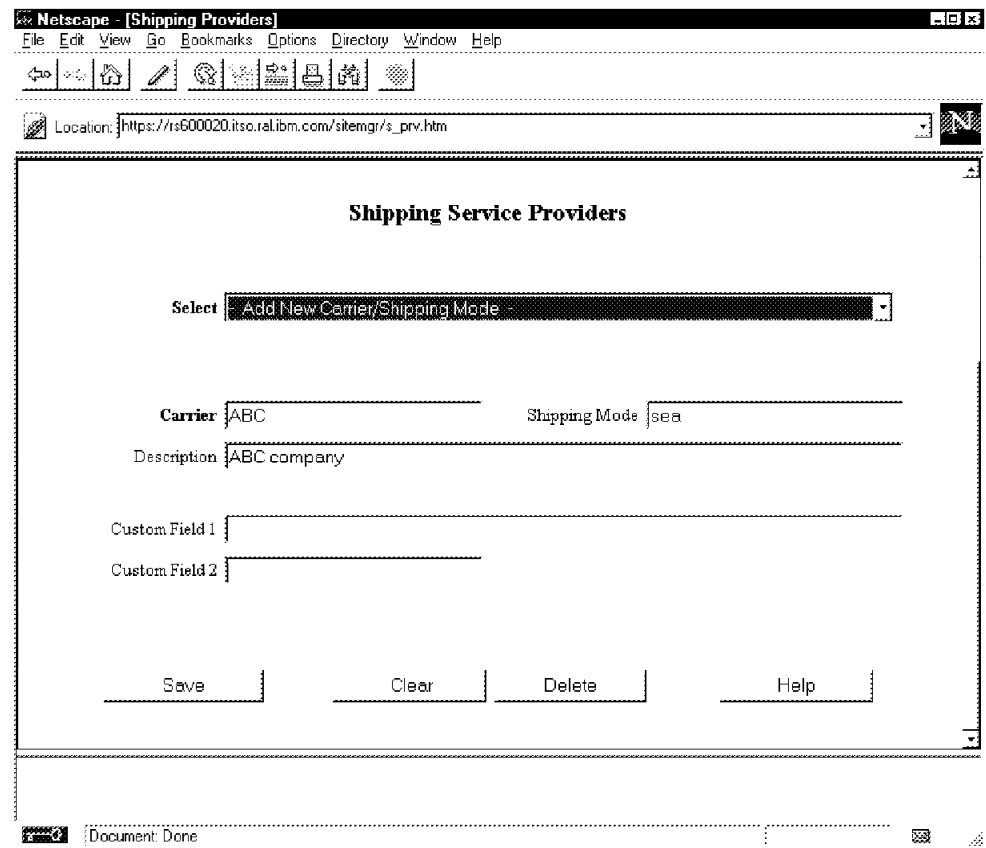 Netscape - [Shipping Providers]
File Edit View Go Bookmarks Options Directory Window Help
Location: https://rs600020.itso.ral.ibm.com/sitemgr/s_prv.htm
N
Shipping Service Providers
Select - Add New Carrier/Shipping Mode -
Carrier ABC Shipping Mode sea
Description ABC company
Custom Field 1
Custom Field 2
Save Clear Delete Help
Document: Done